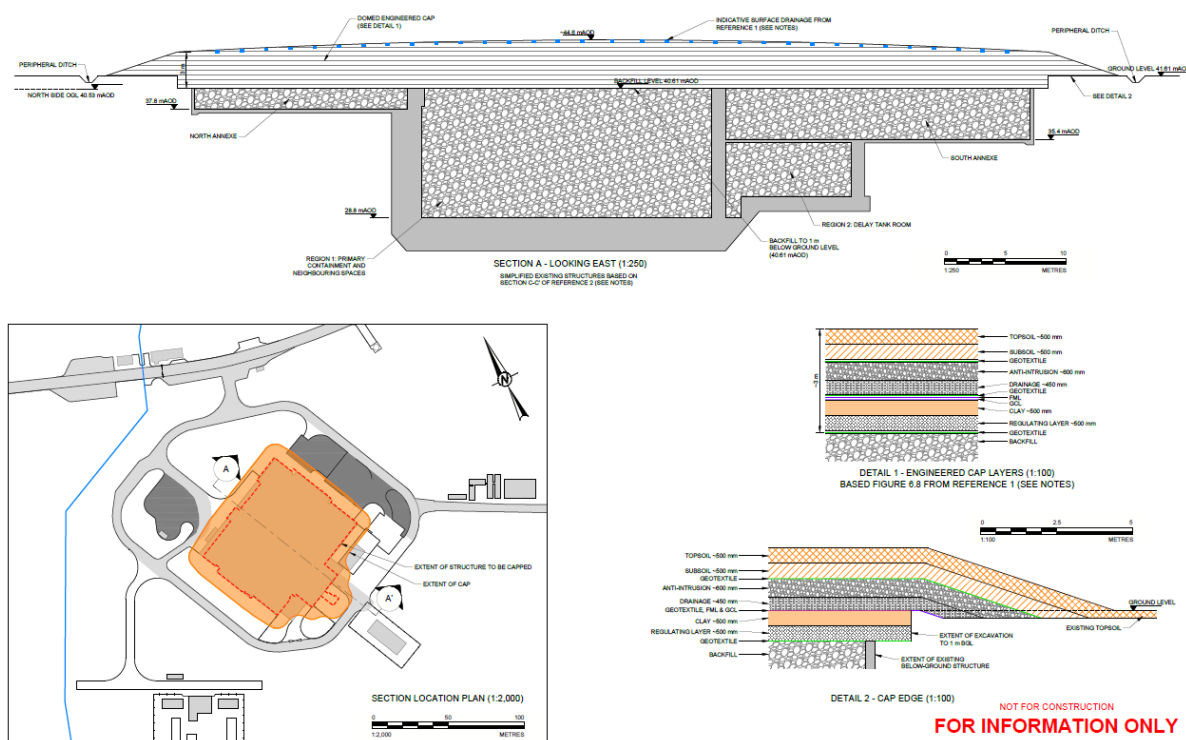 DOMED ENGINEERED CAP
(SEE DETAIL 1)
~44.6 mAOD
INDICATIVE SURFACE DRAINAGE FROM
REFERENCE 1 (SEE NOTES)
PERIPHERAL DITCH
PERIPHERAL DITCH
3 m
GROUND LEVEL 41.61 mAOD
NORTH SIDE OGL 40.53 mAOD
BACKFILL LEVEL 40.61 mAOD
SEE DETAIL 2
37.8 mAOD
NORTH ANNEXE
35.4 mAOD
SOUTH ANNEXE
28.8 mAOD
REGION 2: DELAY TANK ROOM
REGION 1: PRIMARY
CONTAINMENT AND
NEIGHBOURING SPACES
BACKFILL TO 1 m
BELOW GROUND LEVEL
(40.61 mAOD)
SECTION A - LOOKING EAST (1:250)
SIMPLIFIED EXISTING STRUCTURES BASED ON
SECTION C-C' OF REFERENCE 2 (SEE NOTES)
0 5 10
1:250 METRES
N
A
A'
EXTENT OF STRUCTURE TO BE CAPPED
EXTENT OF CAP
SECTION LOCATION PLAN (1:2,000)
0 50 100
1:2,000 METRES
~3 m
TOPSOIL ~500 mm
SUBSOIL ~500 mm
GEOTEXTILE
ANTI-INTRUSION ~600 mm
DRAINAGE ~450 mm
GEOTEXTILE
FML
GCL
CLAY ~500 mm
REGULATING LAYER ~500 mm
GEOTEXTILE
BACKFILL
DETAIL 1 - ENGINEERED CAP LAYERS (1:100)
BASED FIGURE 6.8 FROM REFERENCE 1 (SEE NOTES)
0 2.5 5
1:100 METRES
TOPSOIL ~500 mm
SUBSOIL ~500 mm
GEOTEXTILE
ANTI-INTRUSION ~600 mm
DRAINAGE ~450 mm
GEOTEXTILE, FML & GCL
CLAY ~500 mm
REGULATING LAYER ~500 mm
GEOTEXTILE
BACKFILL
GROUND LEVEL
EXISTING TOPSOIL
EXTENT OF EXCAVATION
TO 1 m BGL
EXTENT OF EXISTING
BELOW-GROUND STRUCTURE
DETAIL 2 - CAP EDGE (1:100)
NOT FOR CONSTRUCTION
FOR INFORMATION ONLY